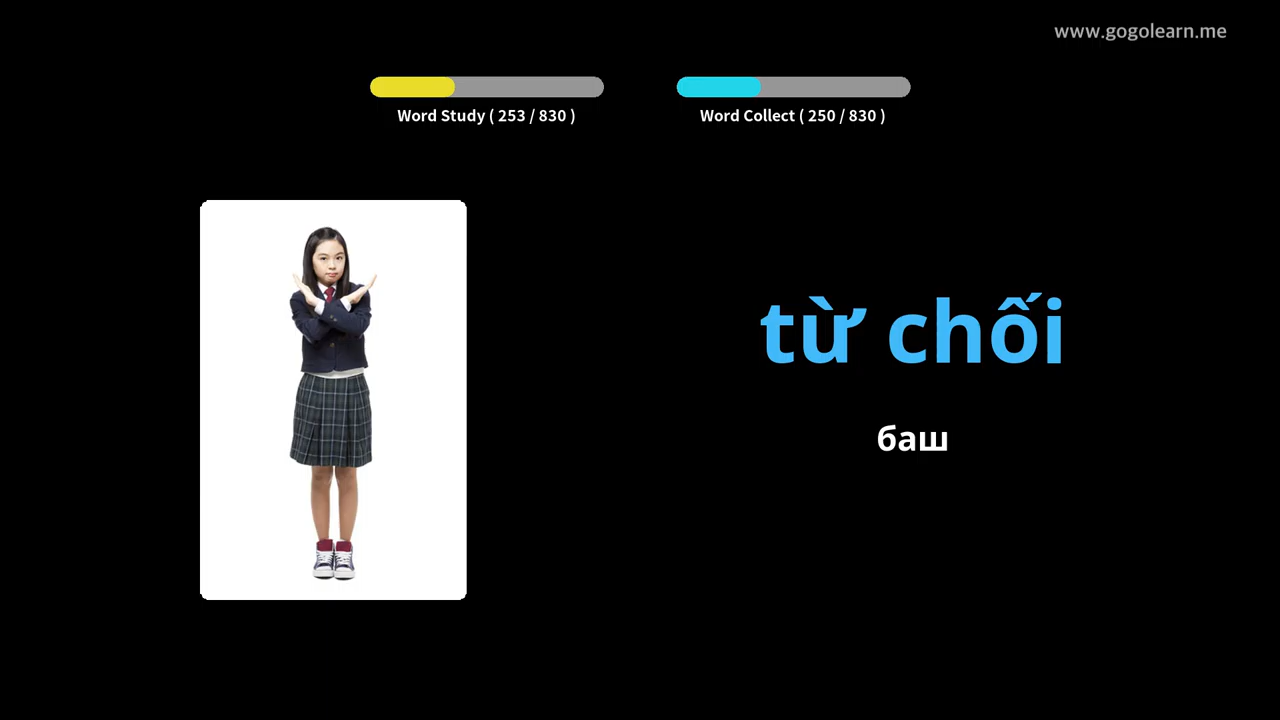 www.gogolearn.me
Word Study ( 253 / 830 )
Word Collect ( 250 / 830 )
từ chối
баш